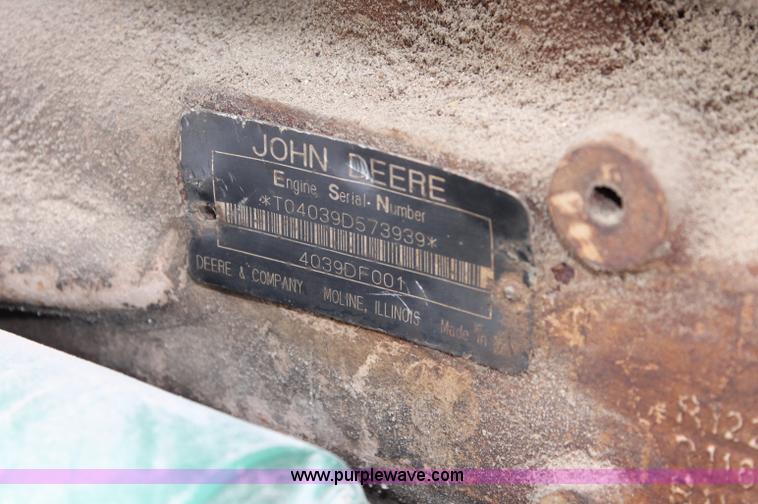 JOHN DEERE
Engine Serial Number
*T04039D573939*
4039DF001
DEERE & COMPANY MOLINE, ILLINOIS Made in
www.purplewave.com